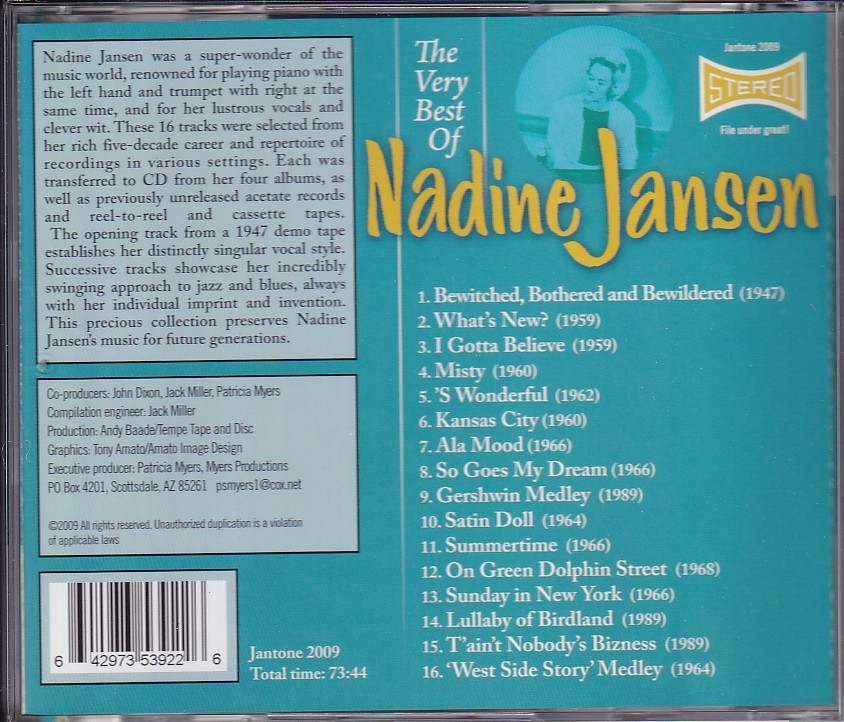 Nadine Jansen was a super-wonder of the
music world, renowned for playing piano with
the left hand and trumpet with right at the
same time, and for her lustrous vocals and
clever wit. These 16 tracks were selected from
her rich five-decade career and repertoire of
recordings in various settings. Each was
transferred to CD from her four albums, as
well as previously unreleased acetate records
and reel-to-reel and cassette tapes.
The opening track from a 1947 demo tape
establishes her distinctly singular vocal style.
Successive tracks showcase her incredibly
swinging approach to jazz and blues, always
with her individual imprint and invention.
This precious collection preserves Nadine
Jansen's music for future generations.
Co-producers: John Dixon, Jack Miller, Patricia Myers
Compilation engineer: Jack Miller
Production: Andy Baade/Tempe Tape and Disc
Graphics: Tony Amato/Amato Image Design
Executive producer: Patricia Myers, Myers Productions
PO Box 4201, Scottsdale, AZ 85261 psmyers1@cox.net
©2009 All rights reserved. Unauthorized duplication is a violation
of applicable laws
6 42973 53922 6
Jantone 2009
Total time: 73:44
The
Very
Best
Of
Nadine Jansen
Jantone 2009
STEREO
File under great!
1. Bewitched, Bothered and Bewildered (1947)
2. What's New? (1959)
3. I Gotta Believe (1959)
4. Misty (1960)
5. 'S Wonderful (1962)
6. Kansas City (1960)
7. Ala Mood (1966)
8. So Goes My Dream (1966)
9. Gershwin Medley (1989)
10. Satin Doll (1964)
11. Summertime (1966)
12. On Green Dolphin Street (1968)
13. Sunday in New York (1966)
14. Lullaby of Birdland (1989)
15. T'ain't Nobody's Bizness (1989)
16. 'West Side Story' Medley (1964)